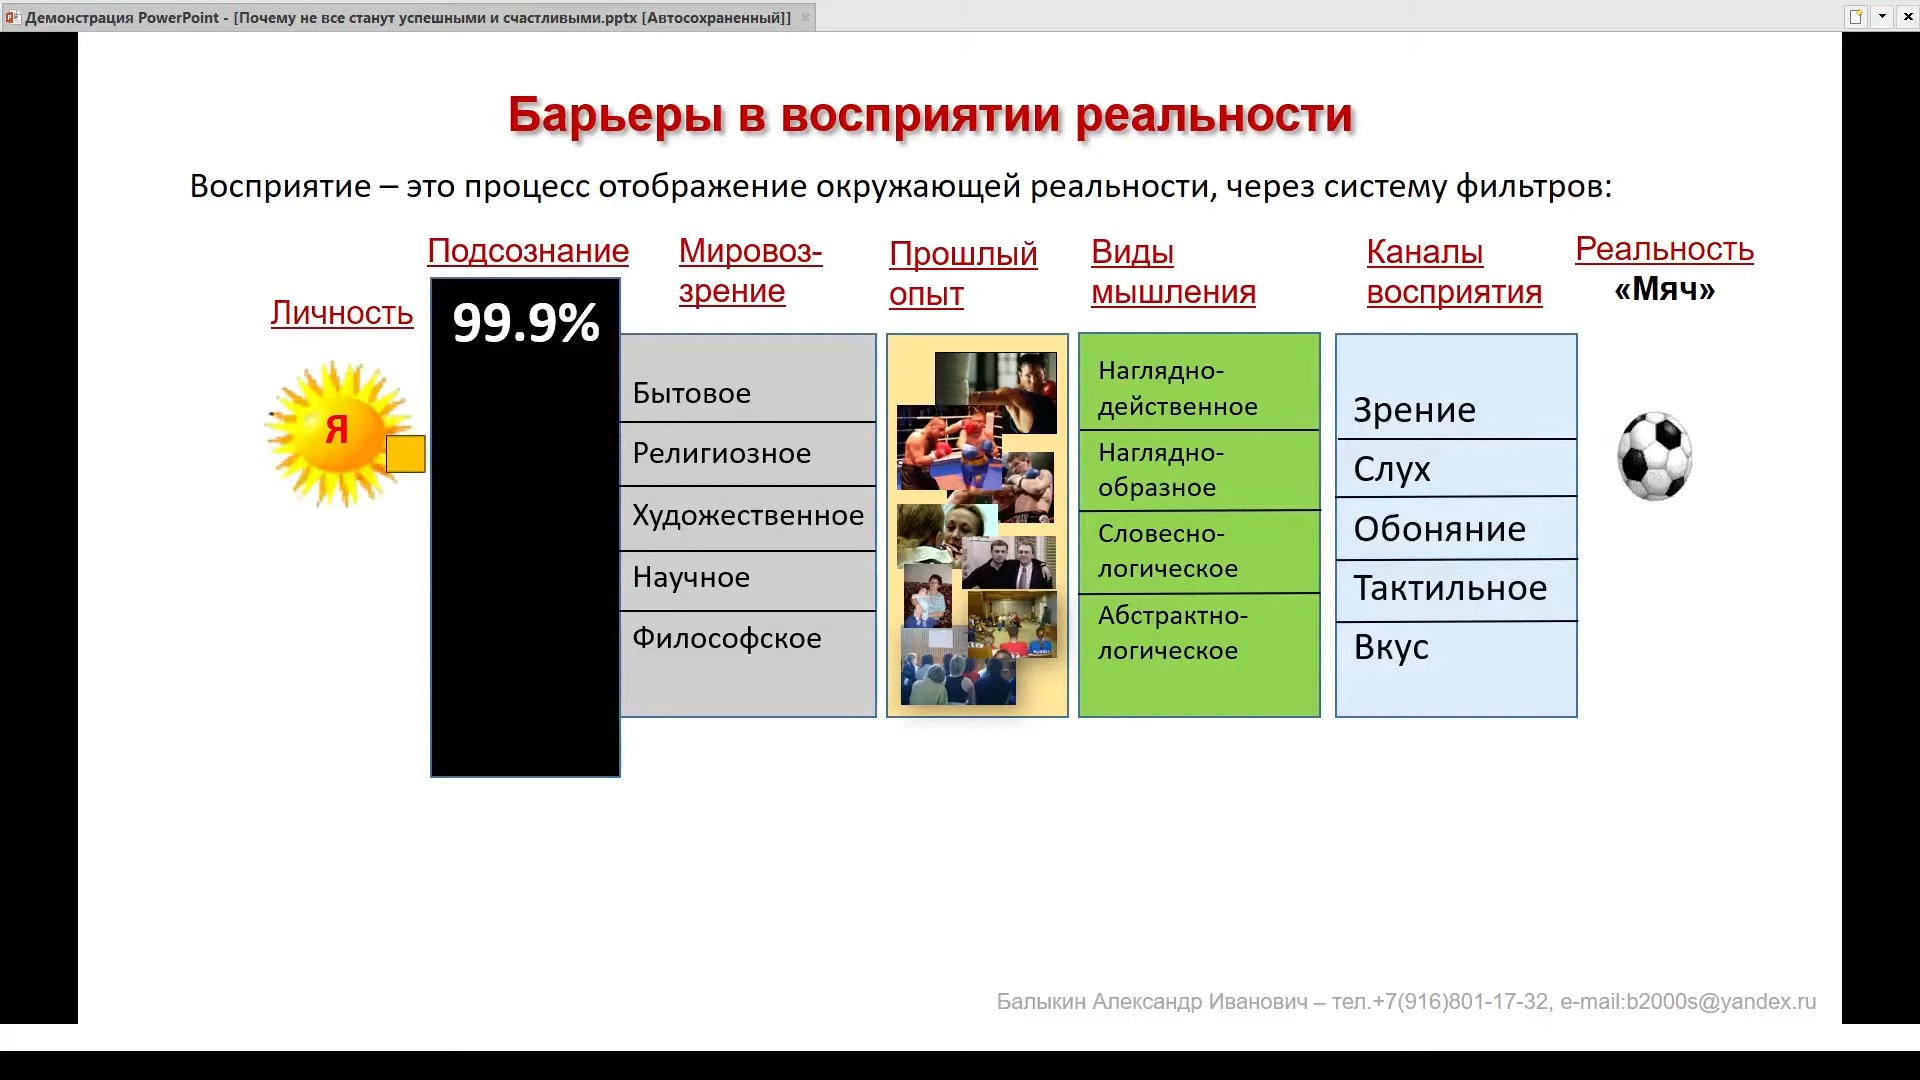 Демонстрация PowerPoint - [Почему не все станут успешными и счастливыми.pptx [Автосохраненный]]
Барьеры в восприятии реальности
Восприятие – это процесс отображение окружающей реальности, через систему фильтров:
Личность
Я
Подсознание
99.9%
Мировоз-
зрение
Бытовое
Религиозное
Художественное
Научное
Философское
Прошлый
опыт
Виды
мышления
Наглядно-
действенное
Наглядно-
образное
Словесно-
логическое
Абстрактно-
логическое
Каналы
восприятия
Зрение
Слух
Обоняние
Тактильное
Вкус
Реальность
«Мяч»
Балыкин Александр Иванович – тел.+7(916)801-17-32, e-mail:b2000s@yandex.ru